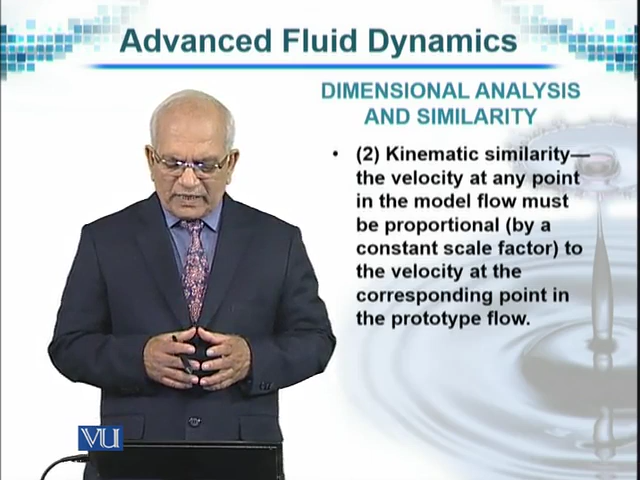 Advanced Fluid Dynamics
DIMENSIONAL ANALYSIS
AND SIMILARITY
• (2) Kinematic similarity—
the velocity at any point
in the model flow must
be proportional (by a
constant scale factor) to
the velocity at the
corresponding point in
the prototype flow.
VU